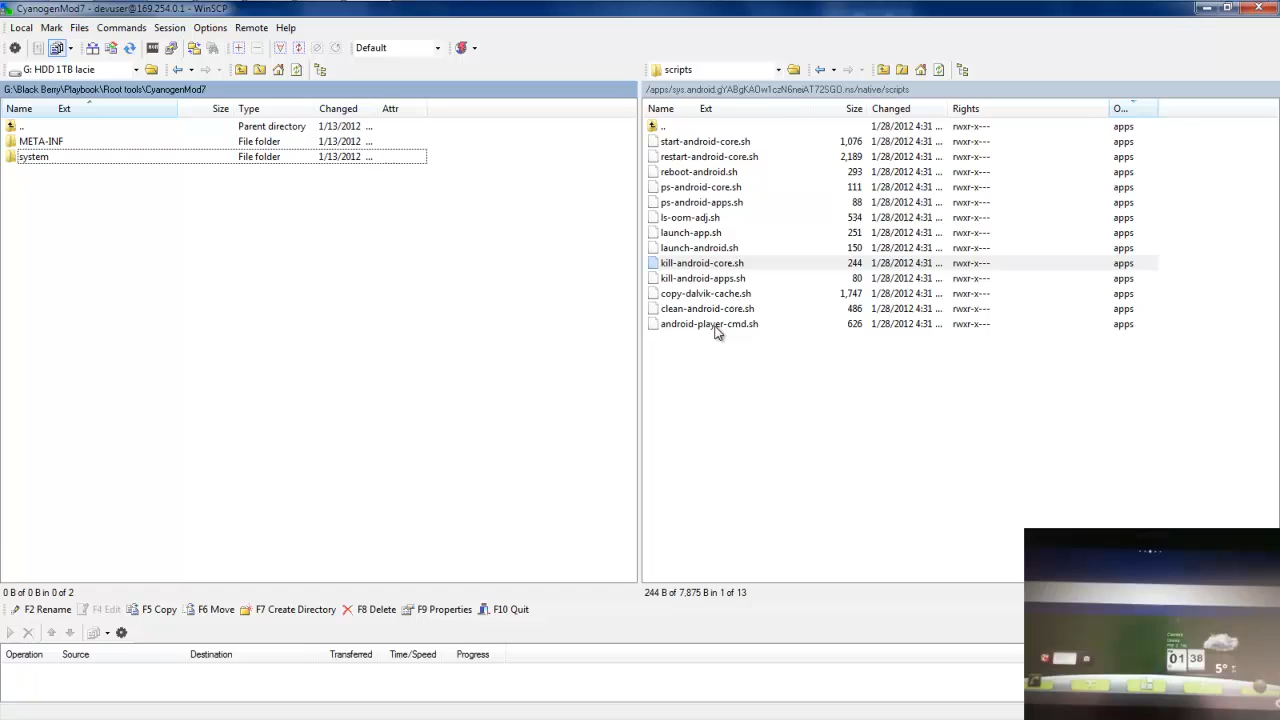 CyanogenMod7 - devuser@169.254.0.1 - WinSCP
Local Mark Files Commands Session Options Remote Help
Default
G: HDD 1TB lacie
scripts
G:\Black Berry\Playbook\Root tools\CyanogenMod7
Name Ext Size Type Changed Attr
.. Parent directory 1/13/2012 ...
META-INF File folder 1/13/2012 ...
system File folder 1/13/2012 ...
Name Ext Size Changed Rights O...
.. 1/28/2012 4:31 ... rwxr-x--- apps
start-android-core.sh 1,076 1/28/2012 4:31 ... rwxr-x--- apps
restart-android-core.sh 2,189 1/28/2012 4:31 ... rwxr-x--- apps
reboot-android.sh 293 1/28/2012 4:31 ... rwxr-x--- apps
ps-android-core.sh 111 1/28/2012 4:31 ... rwxr-x--- apps
ps-android-apps.sh 88 1/28/2012 4:31 ... rwxr-x--- apps
ls-oom-adj.sh 534 1/28/2012 4:31 ... rwxr-x--- apps
launch-app.sh 251 1/28/2012 4:31 ... rwxr-x--- apps
launch-android.sh 150 1/28/2012 4:31 ... rwxr-x--- apps
kill-android-core.sh 244 1/28/2012 4:31 ... rwxr-x--- apps
kill-android-apps.sh 80 1/28/2012 4:31 ... rwxr-x--- apps
copy-dalvik-cache.sh 1,747 1/28/2012 4:31 ... rwxr-x--- apps
clean-android-core.sh 486 1/28/2012 4:31 ... rwxr-x--- apps
android-player-cmd.sh 626 1/28/2012 4:31 ... rwxr-x--- apps
0 B of 0 B in 0 of 2
244 B of 7,875 B in 1 of 13
F2 Rename F4 Edit F5 Copy F6 Move F7 Create Directory F8 Delete F9 Properties F10 Quit
Operation Source Destination Transferred Time/Speed Progress
01 38
5°